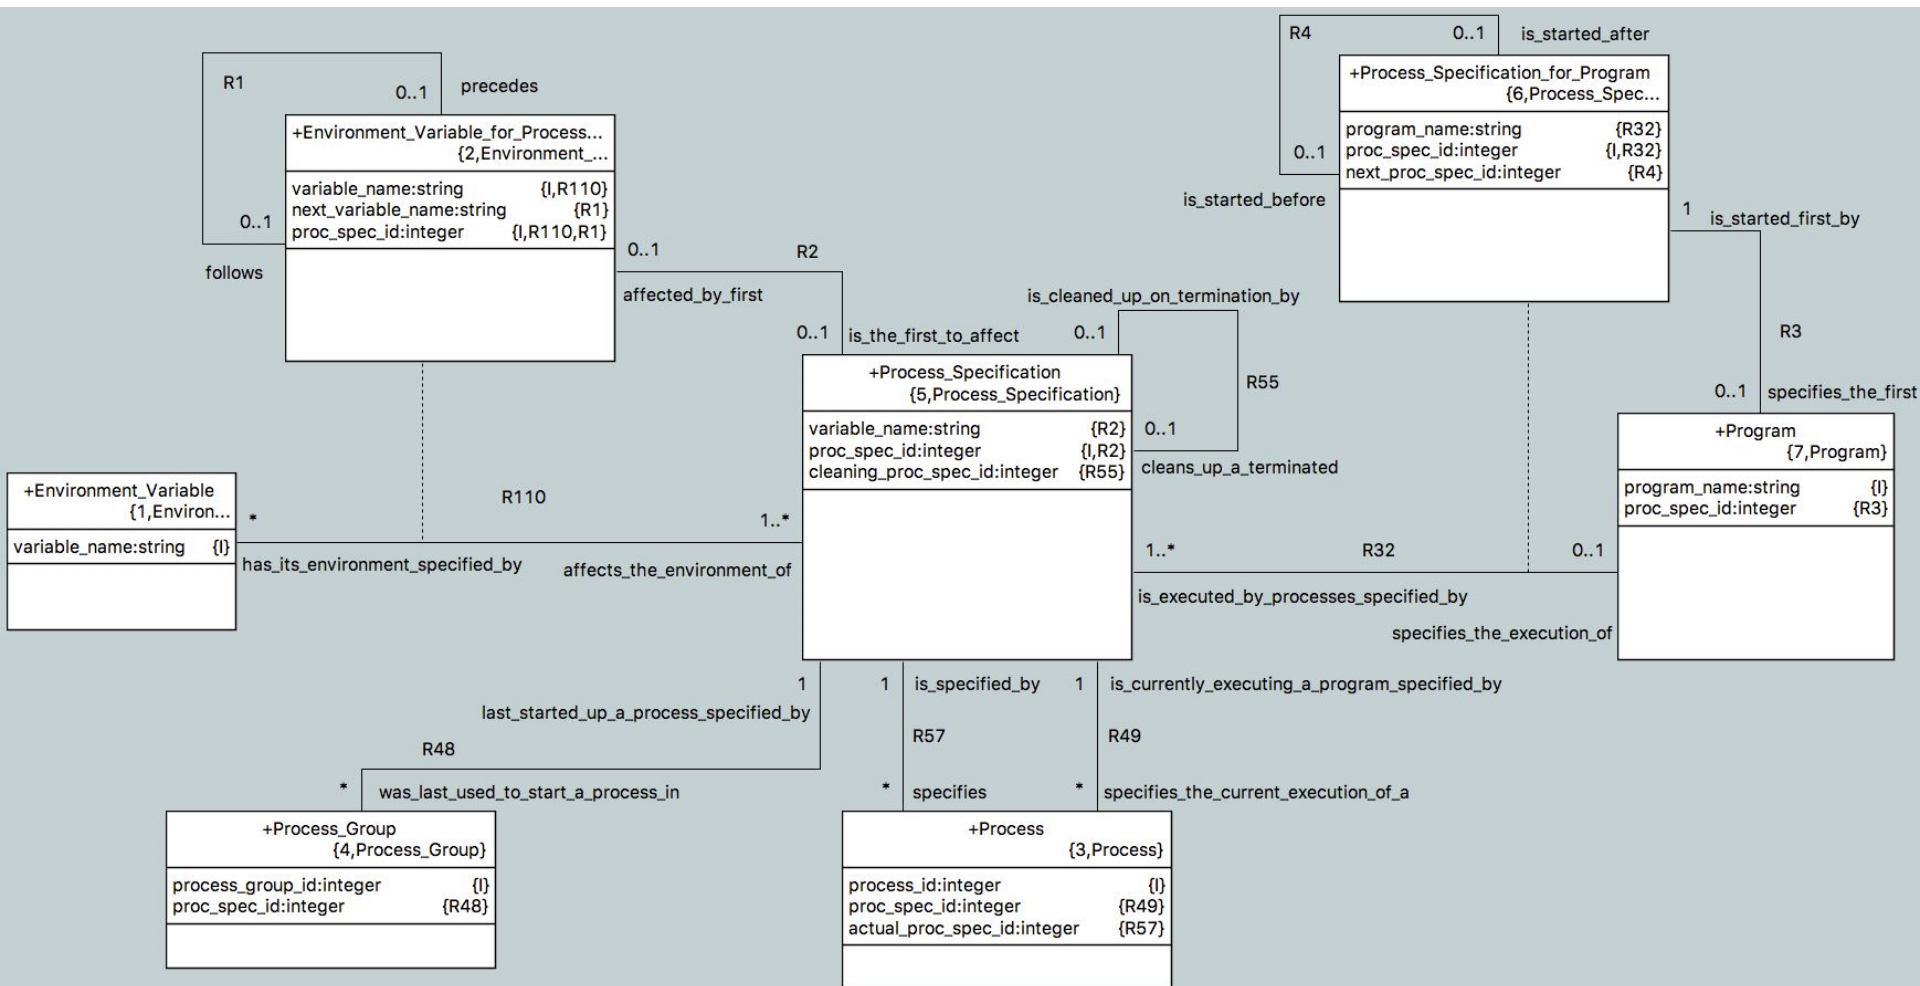 R4
0..1
is_started_after
R1
0..1
precedes
+Process_Specification_for_Program
{6,Process_Spec...
program_name:string {R32}
proc_spec_id:integer {I,R32}
next_proc_spec_id:integer {R4}
0..1
is_started_before
+Environment_Variable_for_Process...
{2,Environment_...
variable_name:string {I,R110}
next_variable_name:string {R1}
proc_spec_id:integer {I,R110,R1}
0..1
follows
1
is_started_first_by
0..1
R2
affected_by_first
is_cleaned_up_on_termination_by
0..1
is_the_first_to_affect
0..1
R3
+Process_Specification
{5,Process_Specification}
variable_name:string {R2}
proc_spec_id:integer {I,R2}
cleaning_proc_spec_id:integer {R55}
R55
0..1
cleans_up_a_terminated
0..1
specifies_the_first
+Program
{7,Program}
program_name:string {I}
proc_spec_id:integer {R3}
+Environment_Variable
{1,Environ...
variable_name:string {I}
*
R110
1..*
has_its_environment_specified_by
affects_the_environment_of
1..*
R32
0..1
is_executed_by_processes_specified_by
specifies_the_execution_of
1
last_started_up_a_process_specified_by
1
is_specified_by
1
is_currently_executing_a_program_specified_by
R48
R57
R49
*
was_last_used_to_start_a_process_in
*
specifies
*
specifies_the_current_execution_of_a
+Process_Group
{4,Process_Group}
process_group_id:integer {I}
proc_spec_id:integer {R48}
+Process
{3,Process}
process_id:integer {I}
proc_spec_id:integer {R49}
actual_proc_spec_id:integer {R57}